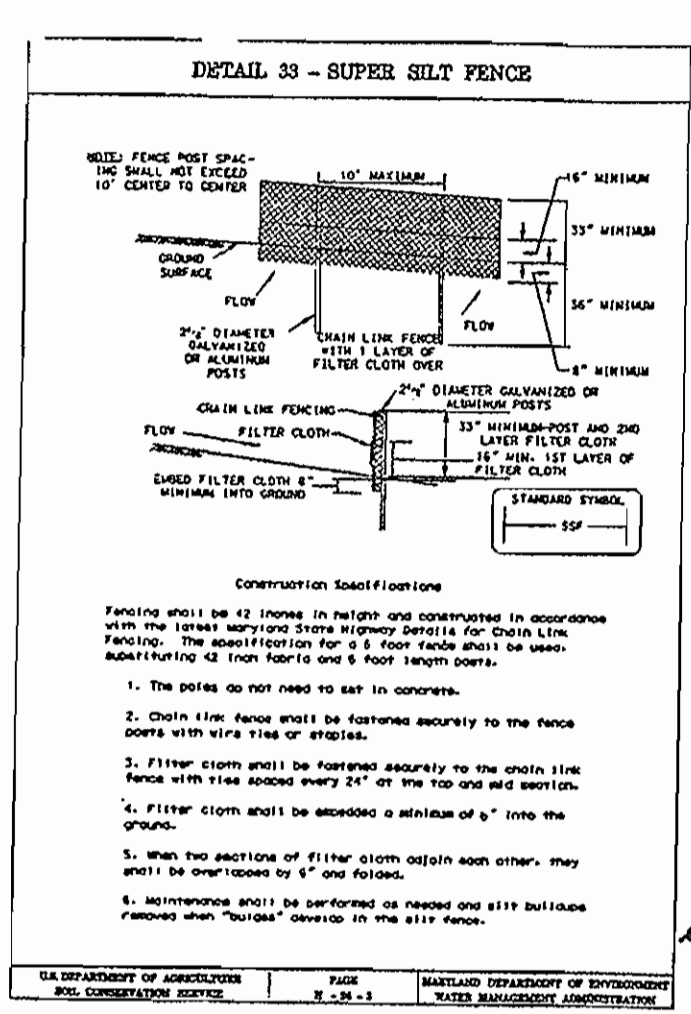 DETAIL 33 - SUPER SILT FENCE
NOTE: FENCE POST SPAC-
ING SHALL NOT EXCEED
10' CENTER TO CENTER
10' MAXIMUM
16" MINIMUM
33" MINIMUM
GROUND
SURFACE
FLOW
FLOW
36" MINIMUM
DIAMETER
GALVANIZED
OR ALUMINUM
POSTS
CHAIN LINK FENCE
WITH 1 LAYER OF
FILTER CLOTH OVER
8" MINIMUM
DIAMETER GALVANIZED OR
ALUMINUM POSTS
CHAIN LINK FENCING
FLOW
FILTER CLOTH
33" MINIMUM-POST AND 2ND
LAYER FILTER CLOTH
16" MIN. 1ST LAYER OF
FILTER CLOTH
EMBED FILTER CLOTH 8"
MINIMUM INTO GROUND
STANDARD SYMBOL
SSF
Construction Specifications
Fencing shall be 42 inches in height and constructed in accordance
with the latest Maryland State Highway Details for Chain Link
Fencing. The specification for a 6 foot fence shall be used,
substituting 42 inch fabric and 6 foot length posts.
1. The poles do not need to set in concrete.
2. Chain link fence shall be fastened securely to the fence
posts with wire ties or staples.
3. Filter cloth shall be fastened securely to the chain link
fence with ties spaced every 24" at the top and mid section.
4. Filter cloth shall be embedded a minimum of into the
ground.
5. When two sections of filter cloth adjoin each other, they
shall be overlapped by 6" and folded.
6. Maintenance shall be performed as needed and silt buildups
removed when "bulges" develop in the silt fence.
U.S. DEPARTMENT OF AGRICULTURE
SOIL CONSERVATION SERVICE
PAGE
MARYLAND DEPARTMENT OF ENVIRONMENT
WATER MANAGEMENT ADMINISTRATION